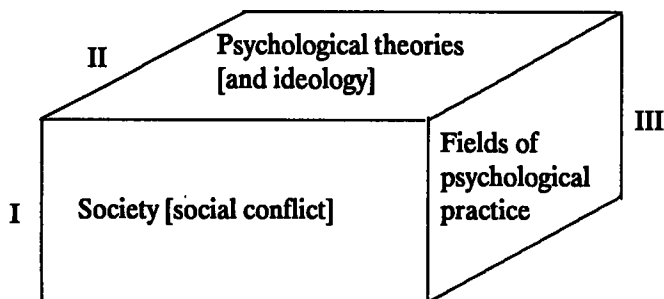 II
Psychological theories
[and ideology]
III
Fields of
psychological
practice
I
Society [social conflict]